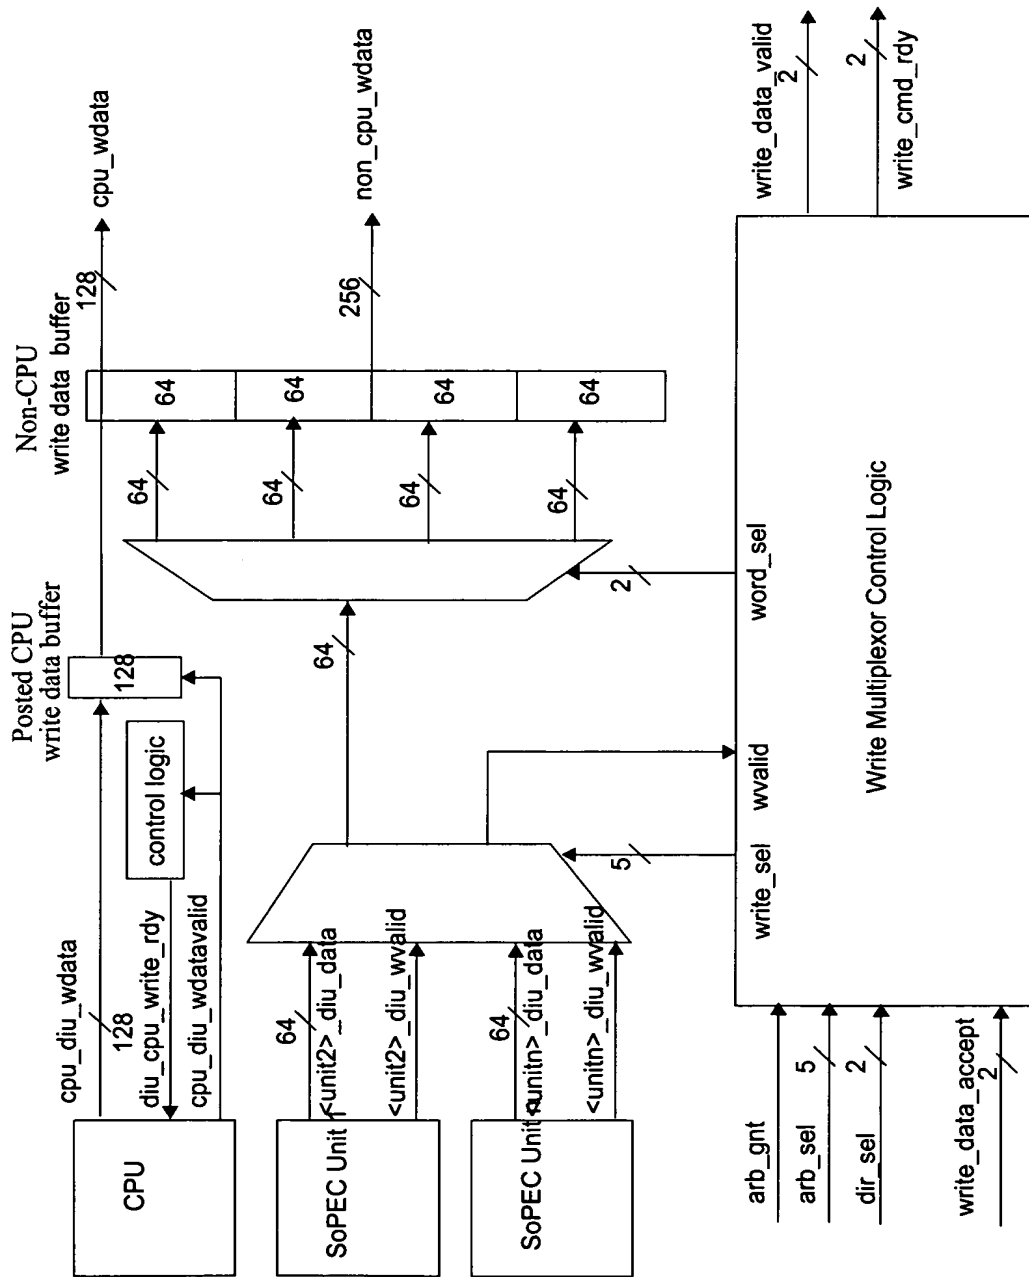 cpu_wdata
128
non_cpu_wdata
256
Non-CPU
write data buffer
64
64
64
64
64
64
64
64
Posted CPU
write data buffer
128
control logic
64
word_sel
2
write_sel
5
wvalid
cpu_diu_wdata
128
diu_cpu_write_rdy
cpu_diu_wdatavalid
64
<unit2>_diu_data
<unit2>_diu_wvalid
64
<unitn>_diu_data
<unitn>_diu_wvalid
CPU
SoPEC Unit 1
SoPEC Unit n
Write Multiplexor Control Logic
write_data_valid
2
write_cmd_rdy
2
arb_gnt
arb_sel
5
dir_sel
2
write_data_accept
2